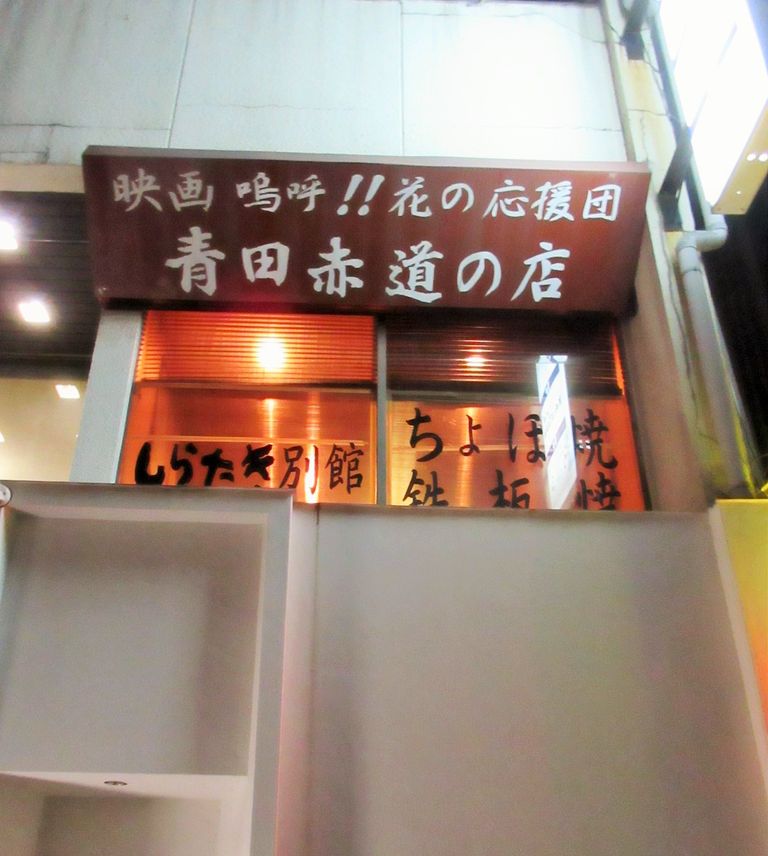 映画 嗚呼!!花の応援団
青田赤道の店
しらたき別館
ちょぼ焼
鉄板焼